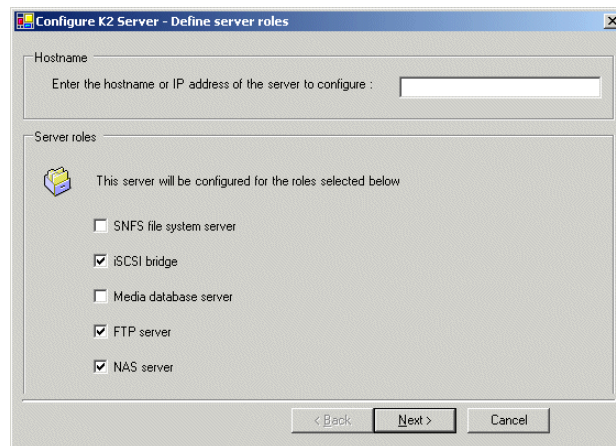 Configure K2 Server - Define server roles
Hostname
Enter the hostname or IP address of the server to configure :
Server roles
This server will be configured for the roles selected below
SNFS file system server
iSCSI bridge
Media database server
FTP server
NAS server
< Back
Next >
Cancel